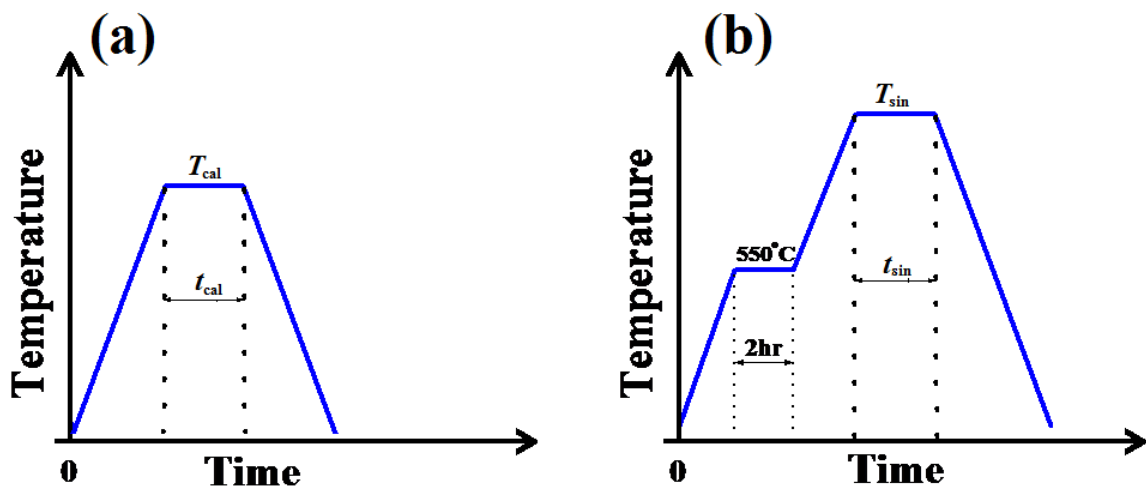 (a)
Temperature
T_cal
t_cal
0
Time
(b)
Temperature
T_sin
550°C
t_sin
2hr
0
Time